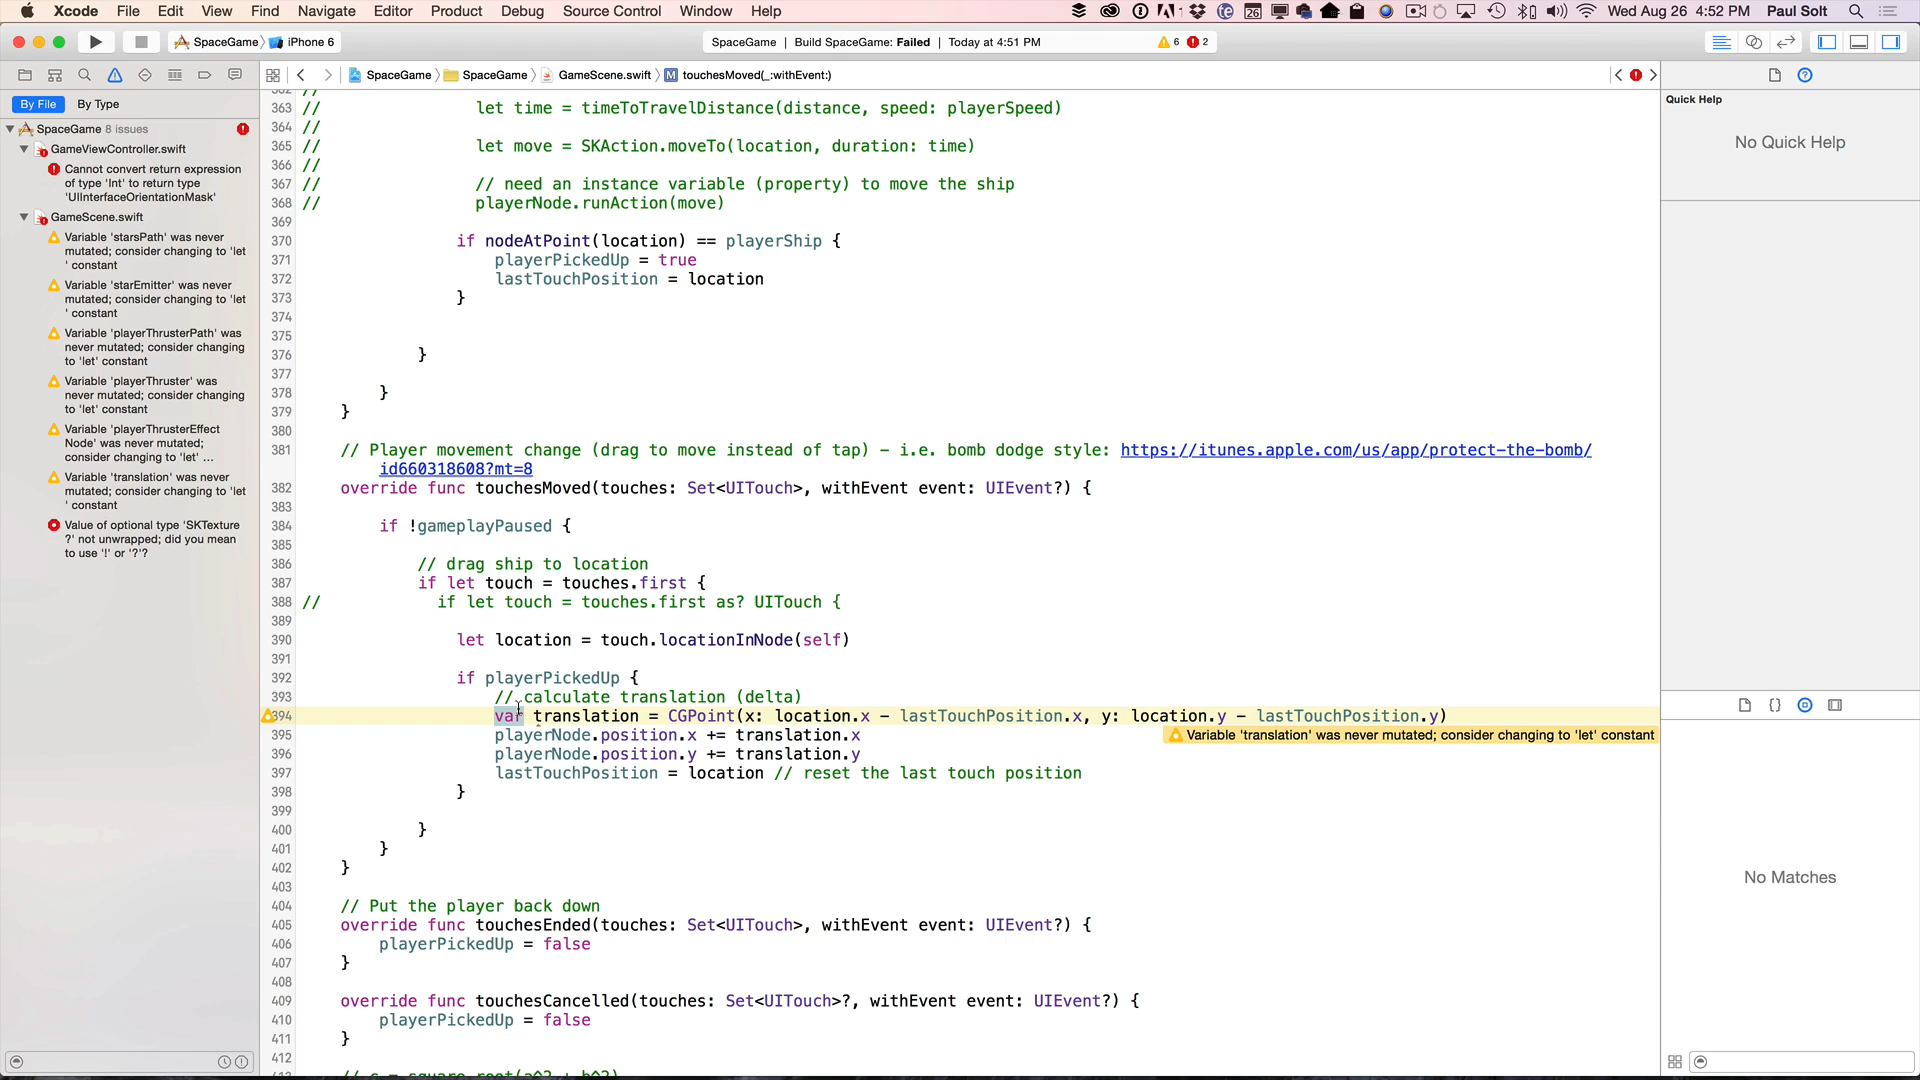 Xcode File Edit View Find Navigate Editor Product Debug Source Control Window Help
26 Wed Aug 26 4:52 PM Paul Solt
SpaceGame iPhone 6
SpaceGame | Build SpaceGame: Failed | Today at 4:51 PM 6 2
SpaceGame SpaceGame GameScene.swift M touchesMoved(_:withEvent:)
By File By Type
SpaceGame 8 issues
GameViewController.swift
Cannot convert return expression
of type 'Int' to return type
'UIInterfaceOrientationMask'
GameScene.swift
Variable 'starsPath' was never
mutated; consider changing to 'let
' constant
Variable 'starEmitter' was never
mutated; consider changing to 'let
' constant
Variable 'playerThrusterPath' was
never mutated; consider changing
to 'let' constant
Variable 'playerThruster' was
never mutated; consider changing
to 'let' constant
Variable 'playerThrusterEffect
Node' was never mutated;
consider changing to 'let' ...
Variable 'translation' was never
mutated; consider changing to 'let
' constant
Value of optional type 'SKTexture
?' not unwrapped; did you mean
to use '!' or '?'?
362 //
363 // let time = timeToTravelDistance(distance, speed: playerSpeed)
364 //
365 // let move = SKAction.moveTo(location, duration: time)
366 //
367 // // need an instance variable (property) to move the ship
368 // playerNode.runAction(move)
369
370 if nodeAtPoint(location) == playerShip {
371 playerPickedUp = true
372 lastTouchPosition = location
373 }
374
375
376 }
377
378 }
379 }
380
381 // Player movement change (drag to move instead of tap) - i.e. bomb dodge style: https://itunes.apple.com/us/app/protect-the-bomb/
id660318608?mt=8
382 override func touchesMoved(touches: Set<UITouch>, withEvent event: UIEvent?) {
383
384 if !gameplayPaused {
385
386 // drag ship to location
387 if let touch = touches.first {
388 // if let touch = touches.first as? UITouch {
389
390 let location = touch.locationInNode(self)
391
392 if playerPickedUp {
393 // calculate translation (delta)
394 var translation = CGPoint(x: location.x - lastTouchPosition.x, y: location.y - lastTouchPosition.y)
395 playerNode.position.x += translation.x
Variable 'translation' was never mutated; consider changing to 'let' constant
396 playerNode.position.y += translation.y
397 lastTouchPosition = location // reset the last touch position
398 }
399
400 }
401 }
402 }
403
404 // Put the player back down
405 override func touchesEnded(touches: Set<UITouch>, withEvent event: UIEvent?) {
406 playerPickedUp = false
407 }
408
409 override func touchesCancelled(touches: Set<UITouch>?, withEvent event: UIEvent?) {
410 playerPickedUp = false
411 }
412
413 // c = square root(a^2 + b^2)
Quick Help
No Quick Help
No Matches